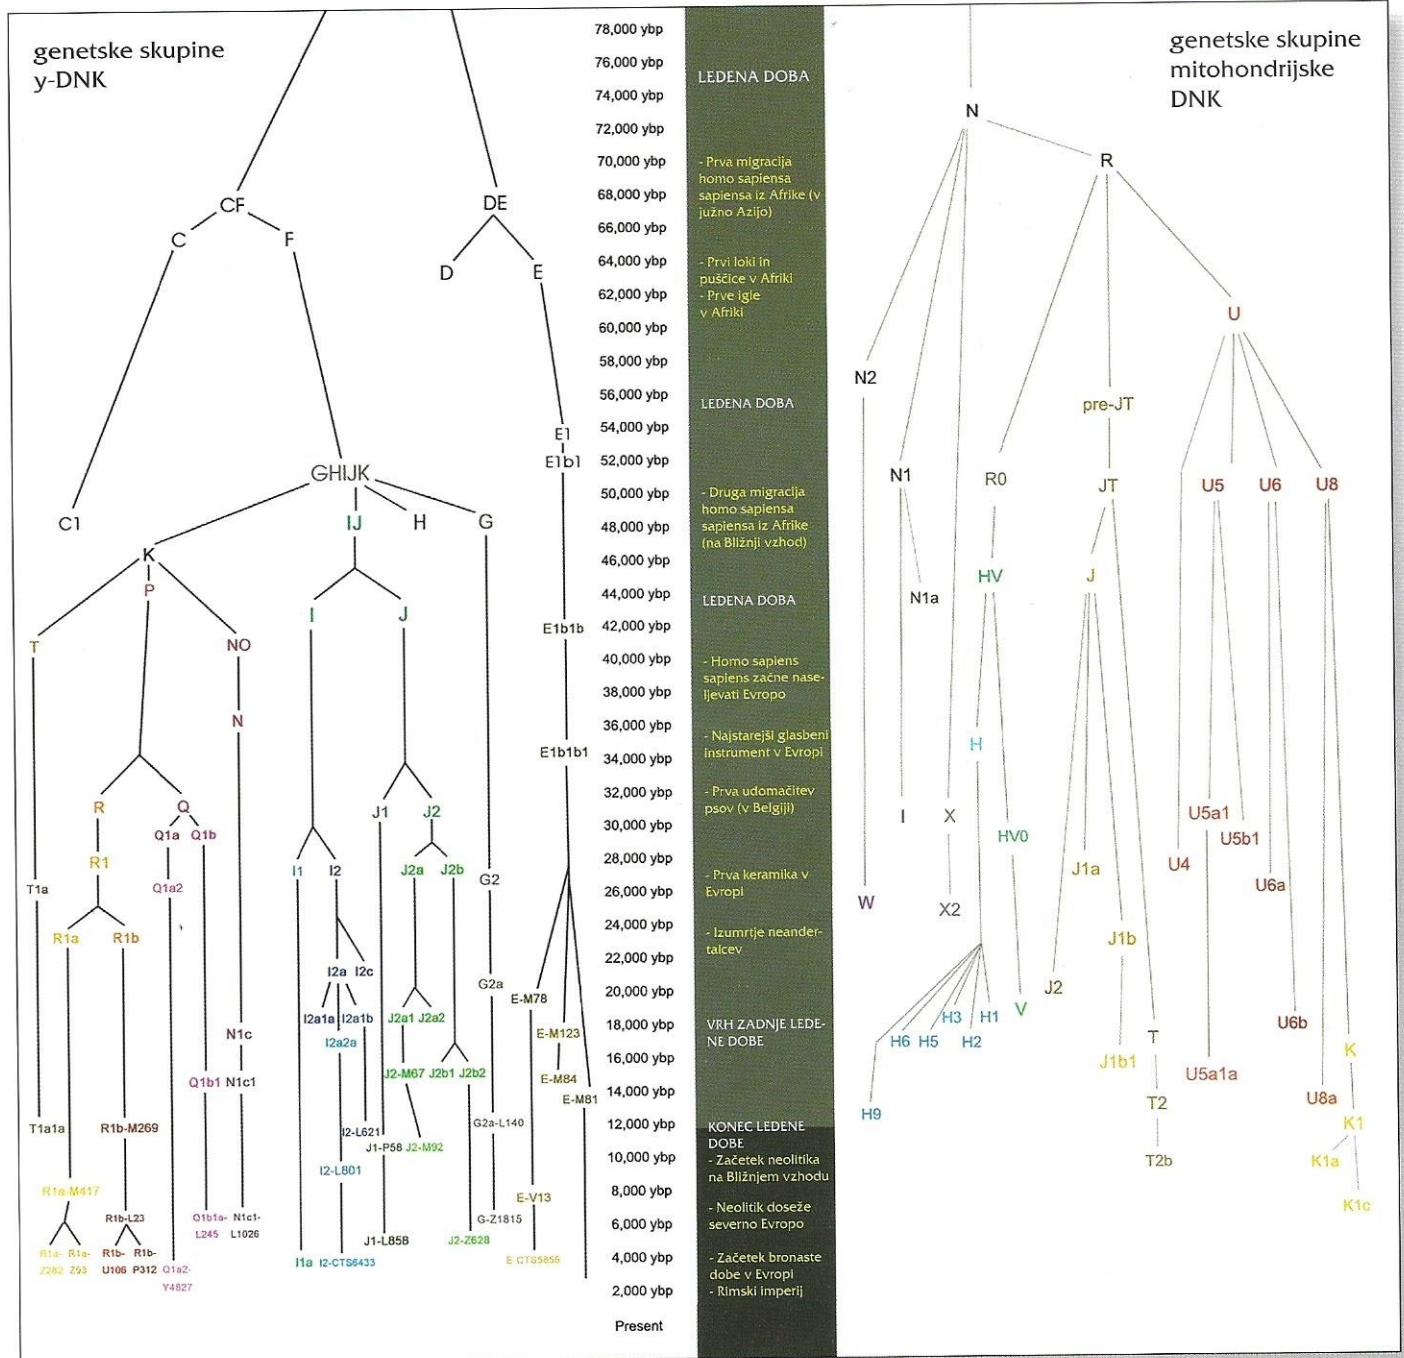 genetske skupine
y-DNK
CF
DE
C
F
D
E
E1
E1b1
GHIJK
C1
IJ
H
G
K
P
I
J
E1b1b
T
NO
N
E1b1b1
R
Q
J1
J2
Q1a
Q1b
R1
I1
I2
J2a
J2b
G2
T1a
Q1a2
R1a
R1b
I2a
I2c
G2a
E-M78
I2a1a
I2a1b
J2a1
J2a2
N1c
I2a2a
E-M123
Q1b1
N1c1
J2-M67
J2b1
J2b2
E-M84
E-M81
T1a1a
R1b-M269
I2-L621
J1-P58
J2-M92
G2a-L140
I2-L801
R1a-M417
E-V13
R1b-L23
Q1b1a-
L245
N1c1-
L1026
G-Z1815
J1-L858
J2-Z628
R1a-
Z282
R1a-
Z93
R1b-
U106
R1b-
P312
Q1a2-
Y4827
I1a
I2-CTS6433
E-CTS5856
78,000 ybp
76,000 ybp
74,000 ybp
72,000 ybp
70,000 ybp
68,000 ybp
66,000 ybp
64,000 ybp
62,000 ybp
60,000 ybp
58,000 ybp
56,000 ybp
54,000 ybp
52,000 ybp
50,000 ybp
48,000 ybp
46,000 ybp
44,000 ybp
42,000 ybp
40,000 ybp
38,000 ybp
36,000 ybp
34,000 ybp
32,000 ybp
30,000 ybp
28,000 ybp
26,000 ybp
24,000 ybp
22,000 ybp
20,000 ybp
18,000 ybp
16,000 ybp
14,000 ybp
12,000 ybp
10,000 ybp
8,000 ybp
6,000 ybp
4,000 ybp
2,000 ybp
Present
LEDENA DOBA
- Prva migracija
homo sapiensa
sapiensa iz Afrike (v
južno Azijo)
- Prvi loki in
puščice v Afriki
- Prve igle
v Afriki
LEDENA DOBA
- Druga migracija
homo sapiensa
sapiensa iz Afrike
(na Bližnji vzhod)
LEDENA DOBA
- Homo sapiens
sapiens začne nase-
ljevati Evropo
- Najstarejši glasbeni
instrument v Evropi
- Prva udomačitev
psov (v Belgiji)
- Prva keramika v
Evropi
- Izumrtje neander-
talcev
VRH ZADNJE LEDE-
NE DOBE
KONEC LEDENE
DOBE
- Začetek neolitika
na Bližnjem vzhodu
- Neolitik doseže
severno Evropo
- Začetek bronaste
dobe v Evropi
- Rimski imperij
genetske skupine
mitohondrijske
DNK
N
R
U
N2
pre-JT
N1
R0
JT
U5
U6
U8
HV
J
N1a
H
I
X
HV0
U5a1
U5b1
U4
J1a
U6a
W
X2
J1b
J2
V
H3
H1
H6
H5
H2
U6b
T
K
J1b1
U5a1a
T2
U8a
H9
K1
T2b
K1a
K1c